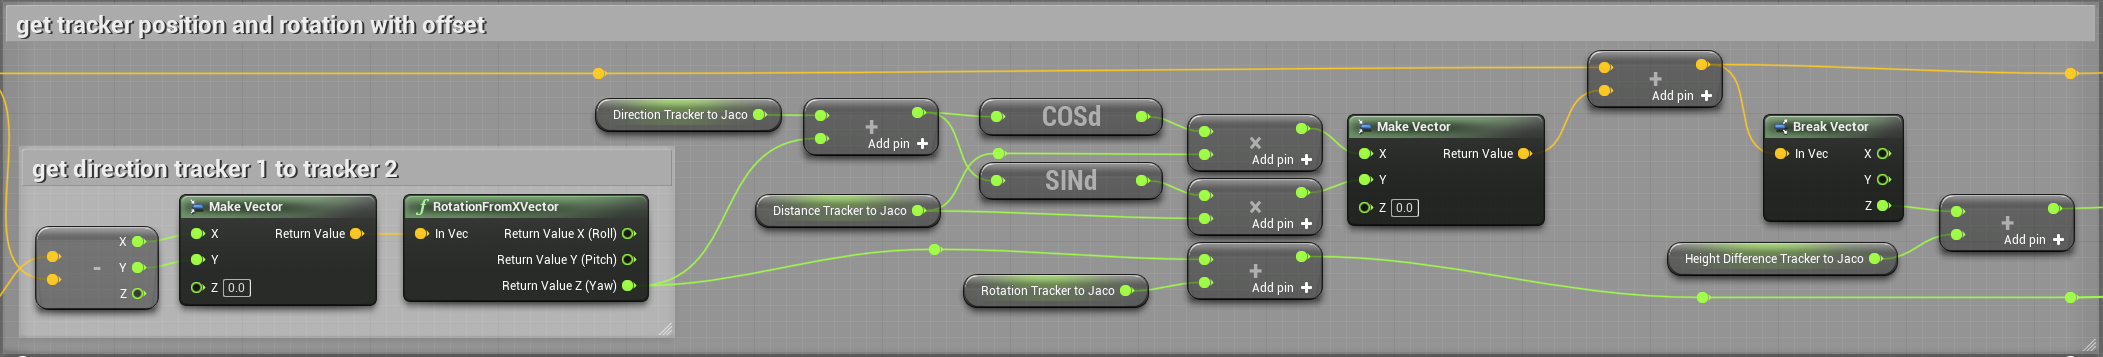 get tracker position and rotation with offset
get direction tracker 1 to tracker 2
X
Y
Z
-
Make Vector
X Return Value
Y
Z 0.0
f RotationFromXVector
In Vec Return Value X (Roll)
Return Value Y (Pitch)
Return Value Z (Yaw)
Direction Tracker to Jaco
+
Add pin +
Distance Tracker to Jaco
COSd
SINd
Rotation Tracker to Jaco
×
Add pin +
×
Add pin +
+
Add pin +
Make Vector
X Return Value
Y
Z 0.0
+
Add pin +
Break Vector
In Vec X
Y
Z
Height Difference Tracker to Jaco
+
Add pin +